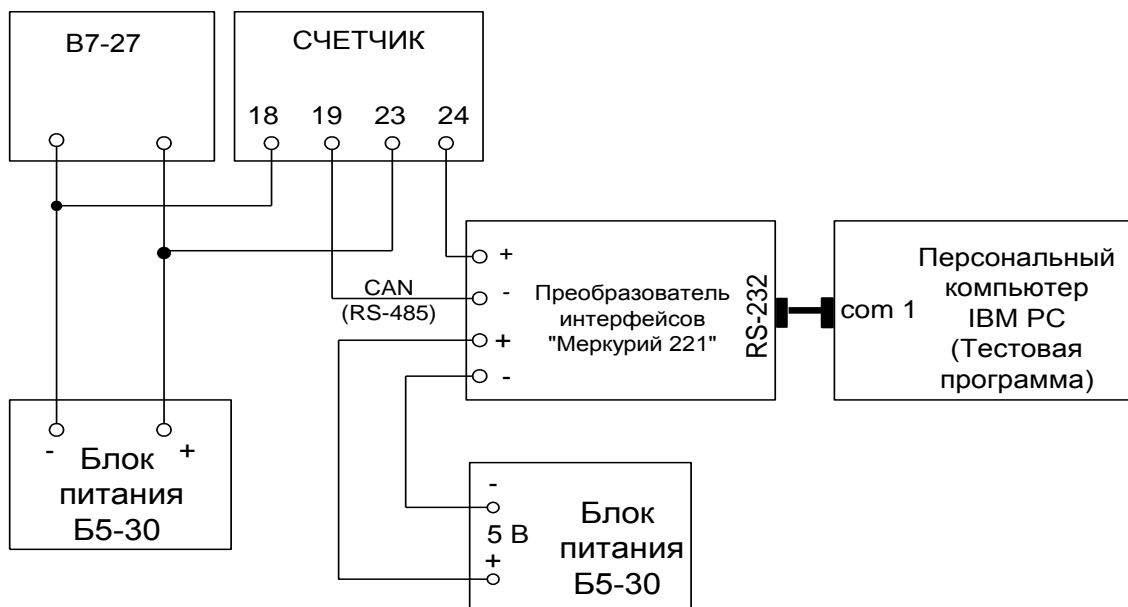 В7-27
СЧЕТЧИК
18 19 23 24
CAN
(RS-485)
+
-
+
-
Преобразователь
интерфейсов
"Меркурий 221"
RS-232
com 1
Персональный
компьютер
IBM PC
(Тестовая
программа)
- +
Блок
питания
Б5-30
-
5 В
+
Блок
питания
Б5-30